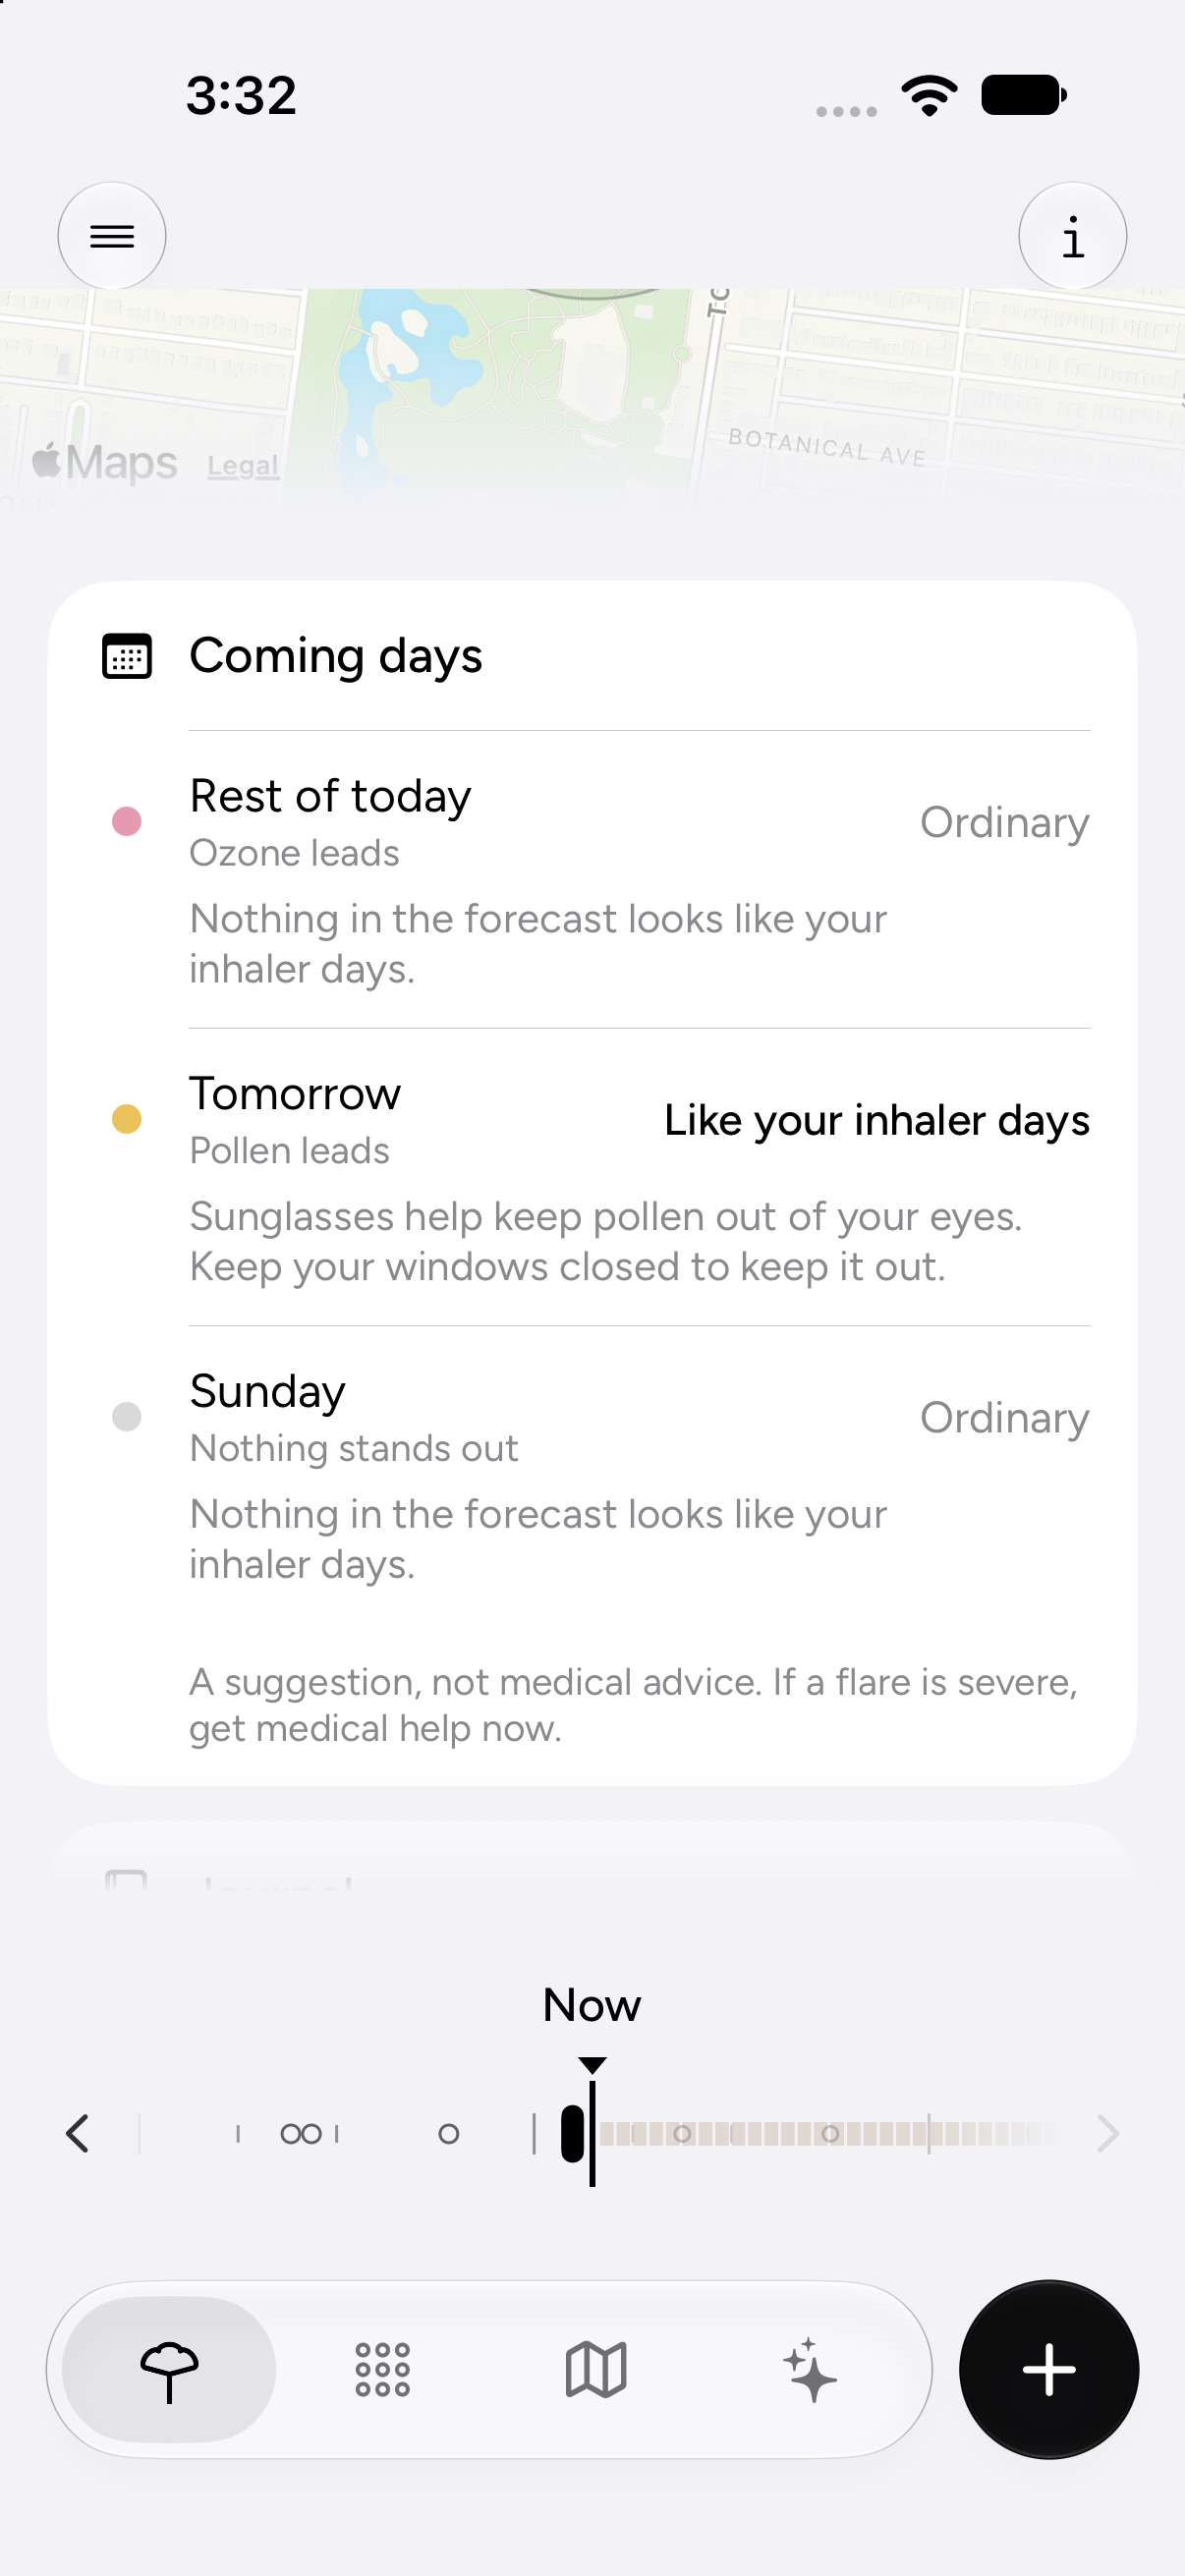 3:32
i
TO
BOTANICAL AVE
Maps Legal
Coming days
Rest of today
Ozone leads
Ordinary
Nothing in the forecast looks like your
inhaler days.
Tomorrow
Pollen leads
Like your inhaler days
Sunglasses help keep pollen out of your eyes.
Keep your windows closed to keep it out.
Sunday
Nothing stands out
Ordinary
Nothing in the forecast looks like your
inhaler days.
A suggestion, not medical advice. If a flare is severe,
get medical help now.
Now